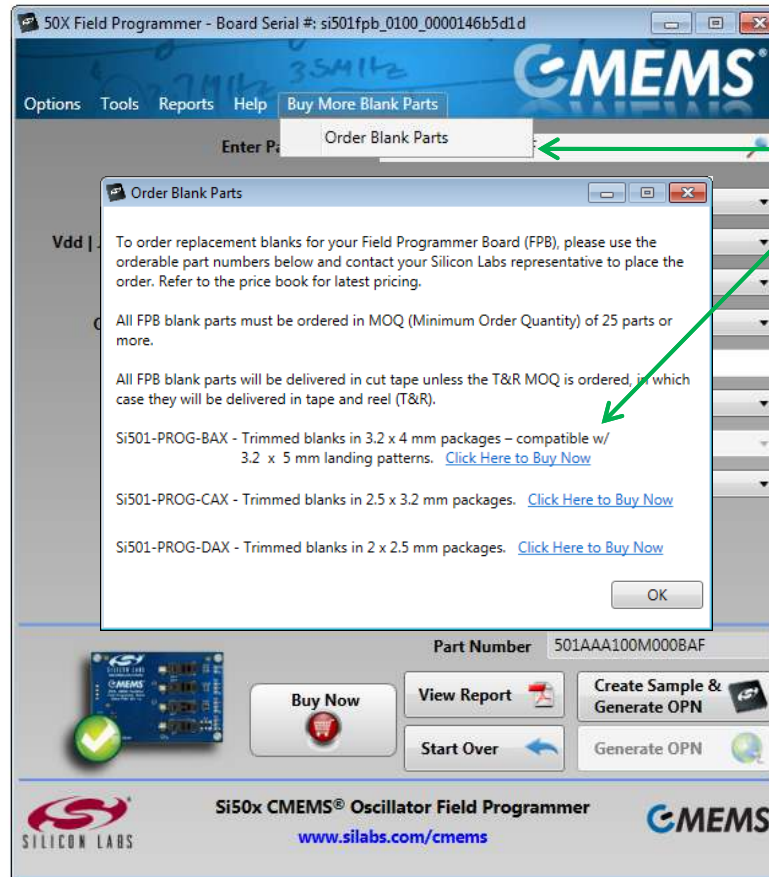 50X Field Programmer - Board Serial #: si501fpb_0100_0000146b5d1d
35MHz
CMEMS®
Options Tools Reports Help Buy More Blank Parts
Order Blank Parts
Enter
Order Blank Parts
Vdd |
To order replacement blanks for your Field Programmer Board (FPB), please use the
orderable part numbers below and contact your Silicon Labs representative to place the
order. Refer to the price book for latest pricing.
All FPB blank parts must be ordered in MOQ (Minimum Order Quantity) of 25 parts or
more.
All FPB blank parts will be delivered in cut tape unless the T&R MOQ is ordered, in which
case they will be delivered in tape and reel (T&R).
Si501-PROG-BAX - Trimmed blanks in 3.2 x 4 mm packages – compatible w/
3.2 x 5 mm landing patterns. Click Here to Buy Now
Si501-PROG-CAX - Trimmed blanks in 2.5 x 3.2 mm packages. Click Here to Buy Now
Si501-PROG-DAX - Trimmed blanks in 2 x 2.5 mm packages. Click Here to Buy Now
OK
Part Number 501AAA100M000BAF
SILICON LABS
CMEMS
Buy Now
View Report
Create Sample &
Generate OPN
Start Over
Generate OPN
SILICON LABS
Si50x CMEMS® Oscillator Field Programmer
www.silabs.com/cmems
CMEMS